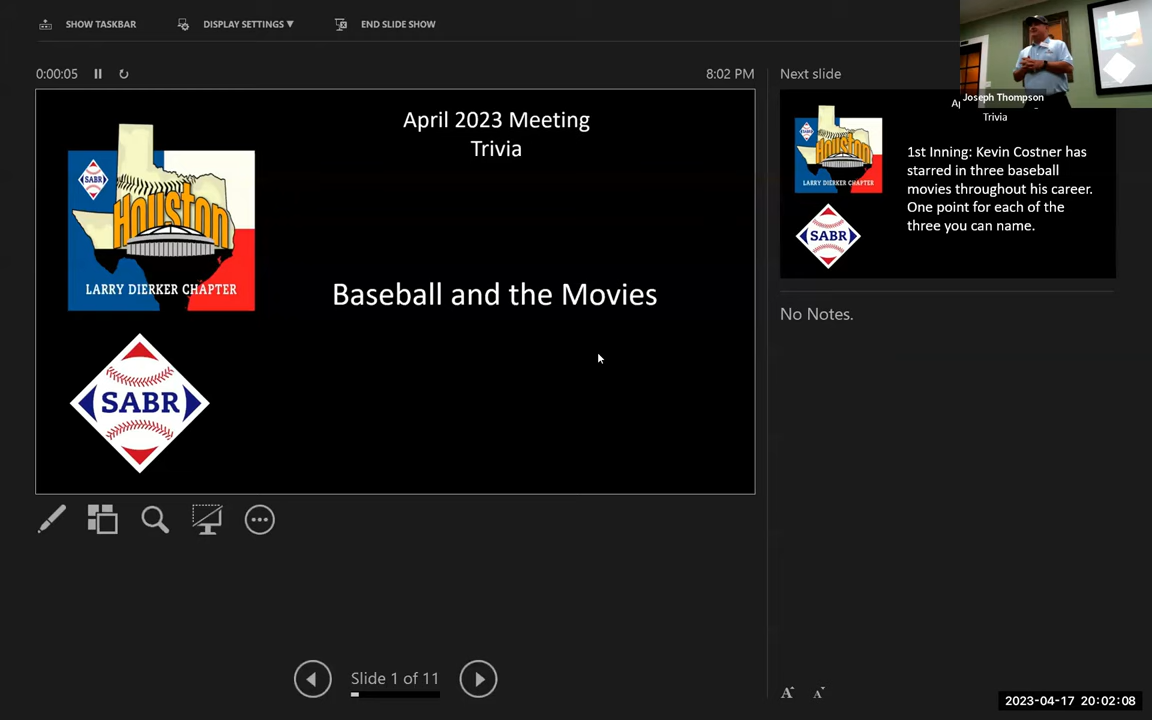 SHOW TASKBAR
DISPLAY SETTINGS ▼
END SLIDE SHOW
0:00:05
8:02 PM
Next slide
April 2023 Meeting
Trivia
SABR
HOUSTON
LARRY DIERKER CHAPTER
Baseball and the Movies
SABR
Joseph Thompson
Trivia
SABR
HOUSTON
LARRY DIERKER CHAPTER
SABR
1st Inning: Kevin Costner has
starred in three baseball
movies throughout his career.
One point for each of the
three you can name.
No Notes.
Slide 1 of 11
A A
2023-04-17 20:02:08